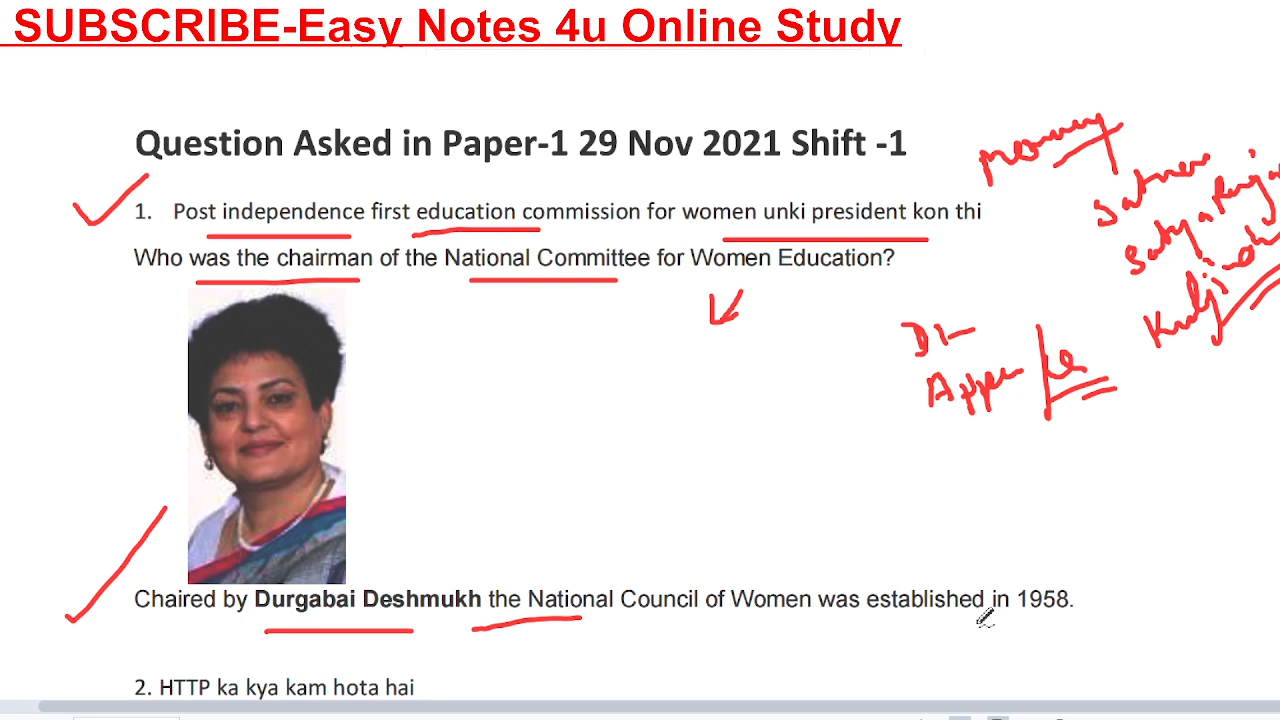 SUBSCRIBE-Easy Notes 4u Online Study
Question Asked in Paper-1 29 Nov 2021 Shift -1
1. Post independence first education commission for women unki president kon thi
Who was the chairman of the National Committee for Women Education?
Chaired by Durgabai Deshmukh the National Council of Women was established in 1958.
2. HTTP ka kya kam hota hai